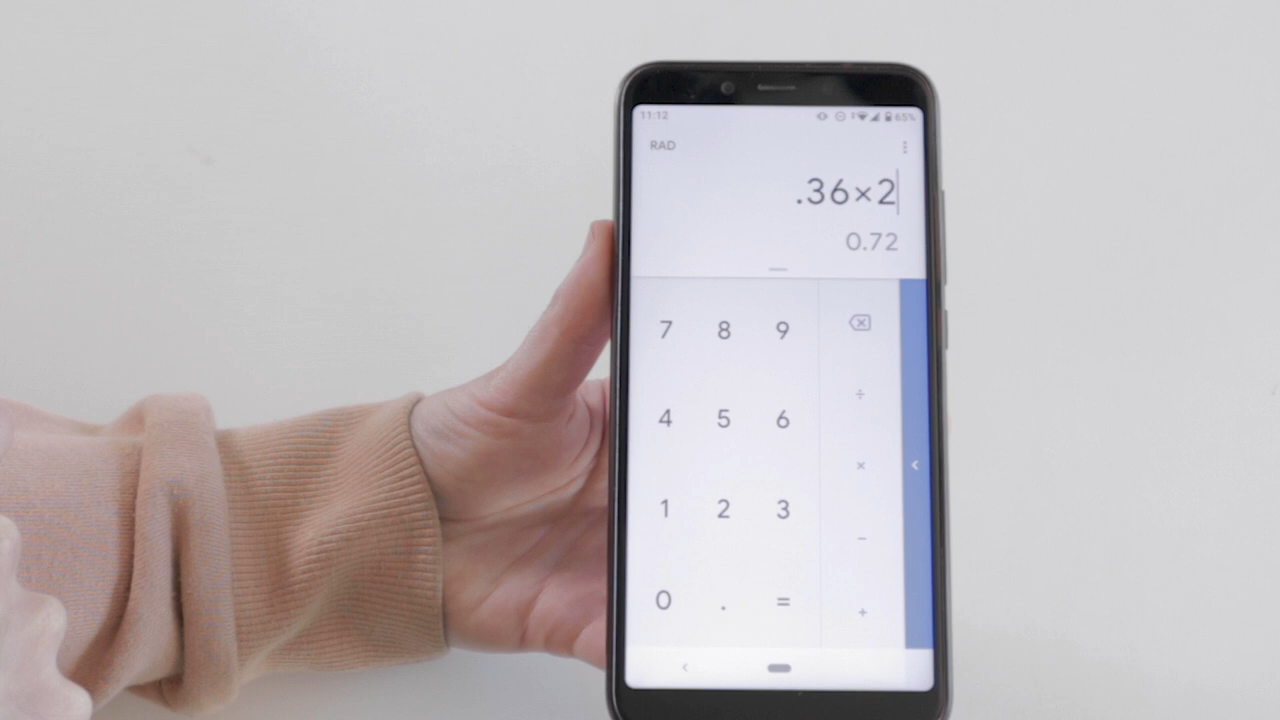 11:12 65%
RAD
.36×2
0.72
7 8 9
÷
4 5 6
×
1 2 3
−
0 . =
+